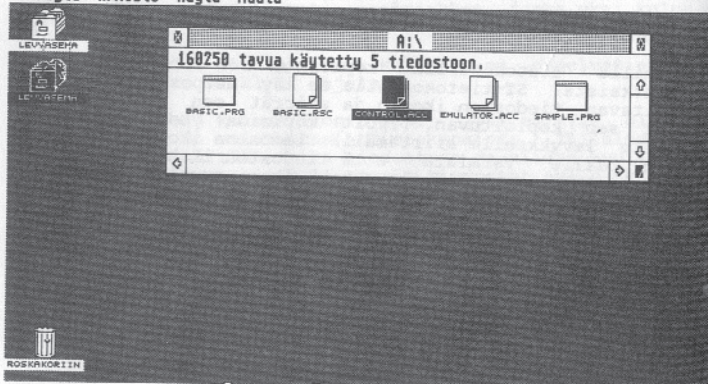 LEVYASEMA
LEVYASEMA
A:\
160250 tavua käytetty 5 tiedostoon.
BASIC.PRG BASIC.RSC CONTROL.ACC EMULATOR.ACC SAMPLE.PRG
ROSKAKORIIN